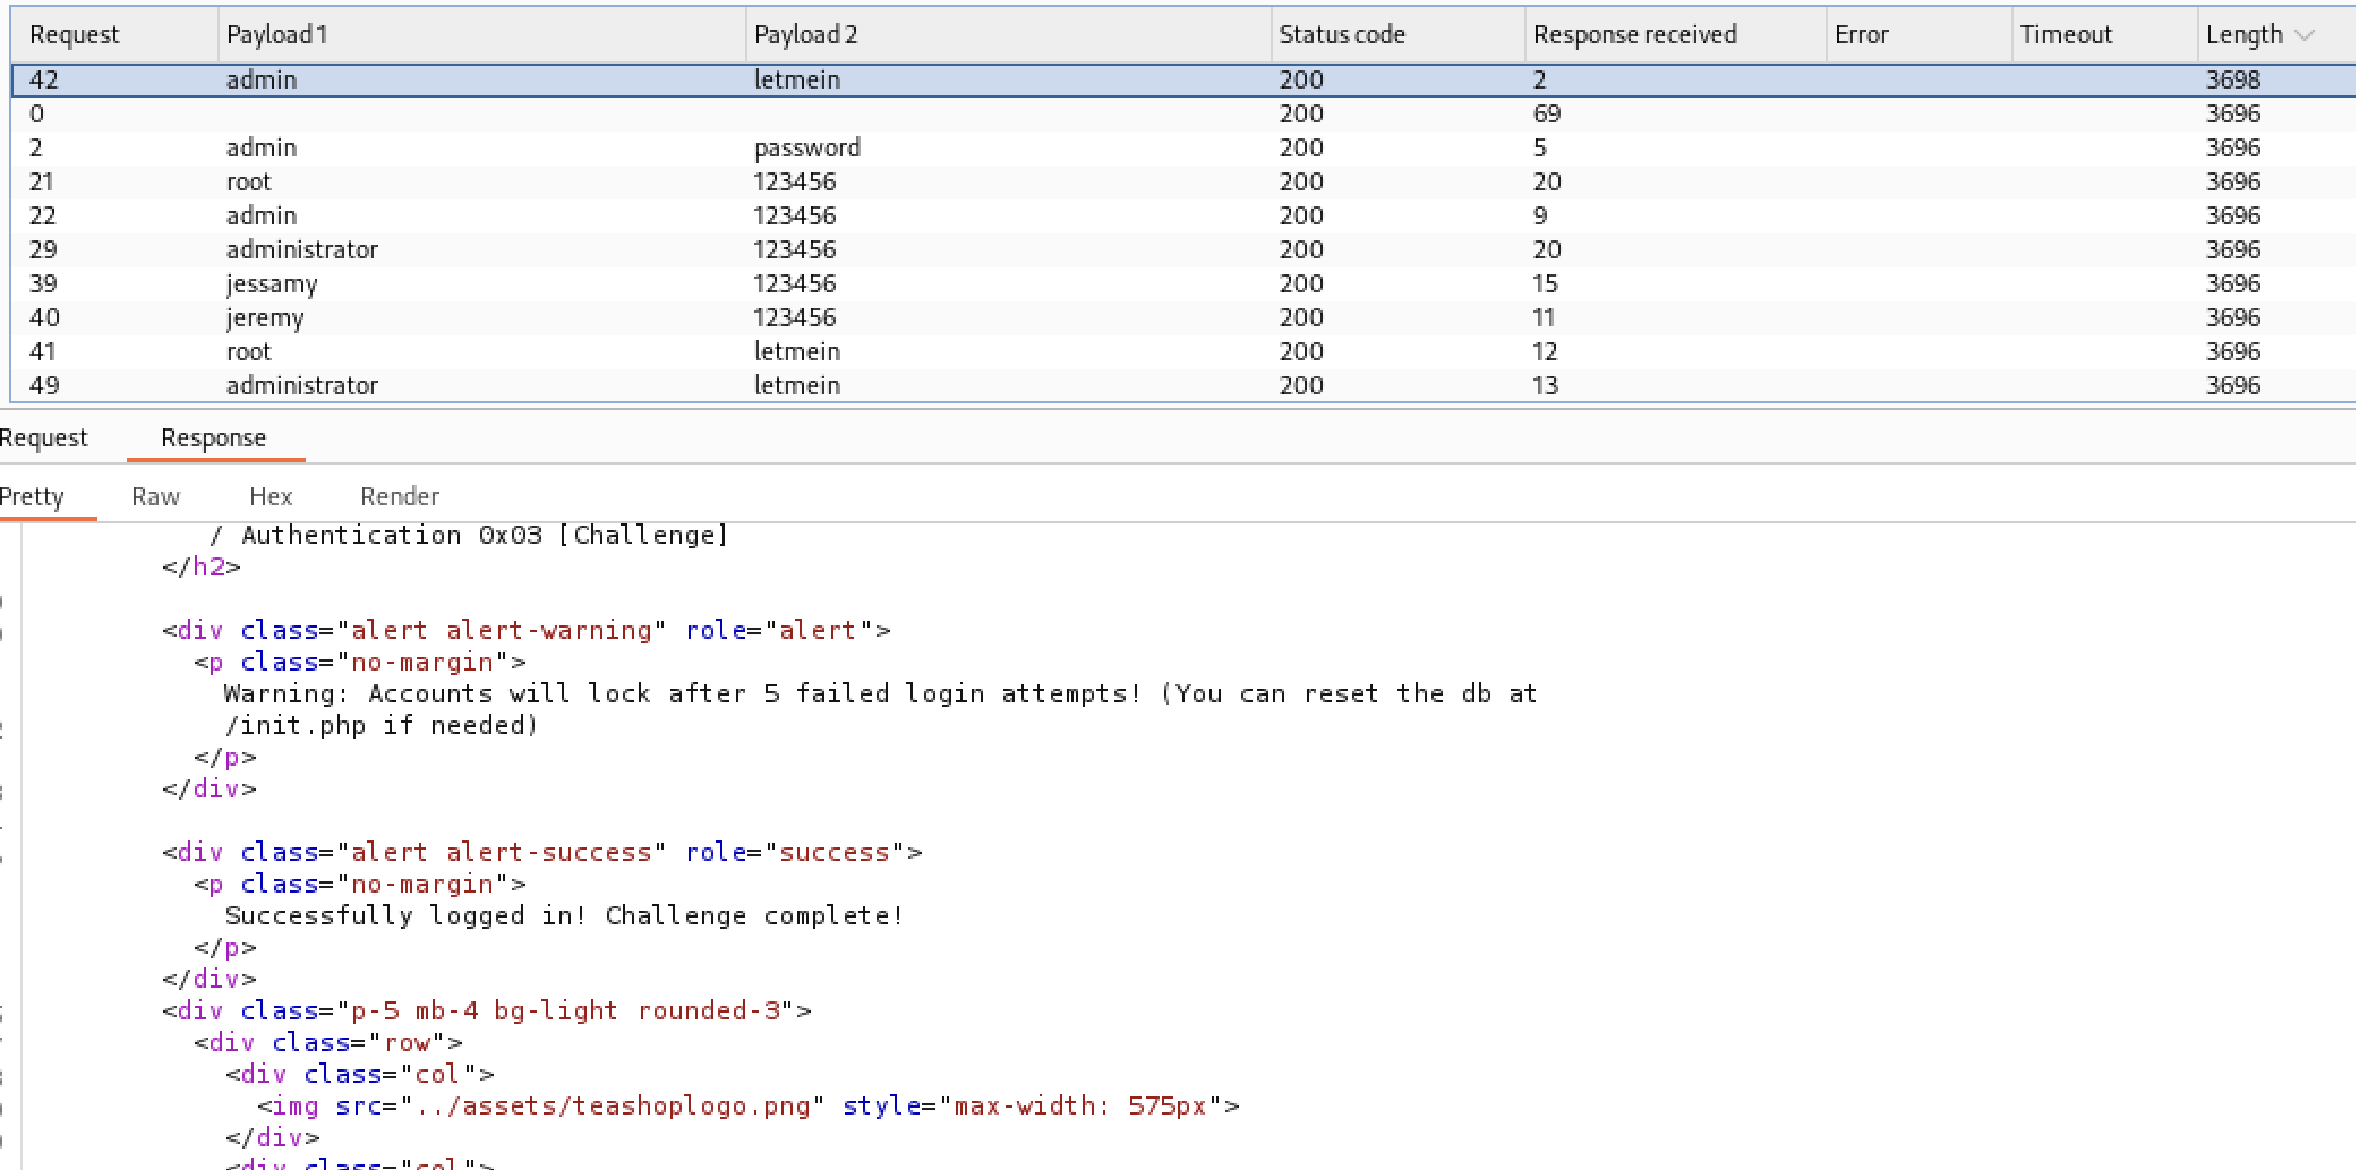 Request Payload 1 Payload 2 Status code Response received Error Timeout Length
42 admin letmein 200 2 3698
0 200 69 3696
2 admin password 200 5 3696
21 root 123456 200 20 3696
22 admin 123456 200 9 3696
29 administrator 123456 200 20 3696
39 jessamy 123456 200 15 3696
40 jeremy 123456 200 11 3696
41 root letmein 200 12 3696
49 administrator letmein 200 13 3696
Request Response
Pretty Raw Hex Render
/ Authentication 0x03 [Challenge]
</h2>
<div class="alert alert-warning" role="alert">
<p class="no-margin">
Warning: Accounts will lock after 5 failed login attempts! (You can reset the db at
/init.php if needed)
</p>
</div>
<div class="alert alert-success" role="success">
<p class="no-margin">
Successfully logged in! Challenge complete!
</p>
</div>
<div class="p-5 mb-4 bg-light rounded-3">
<div class="row">
<div class="col">
<img src="../assets/teashoplogo.png" style="max-width: 575px">
</div>
<div class="col">